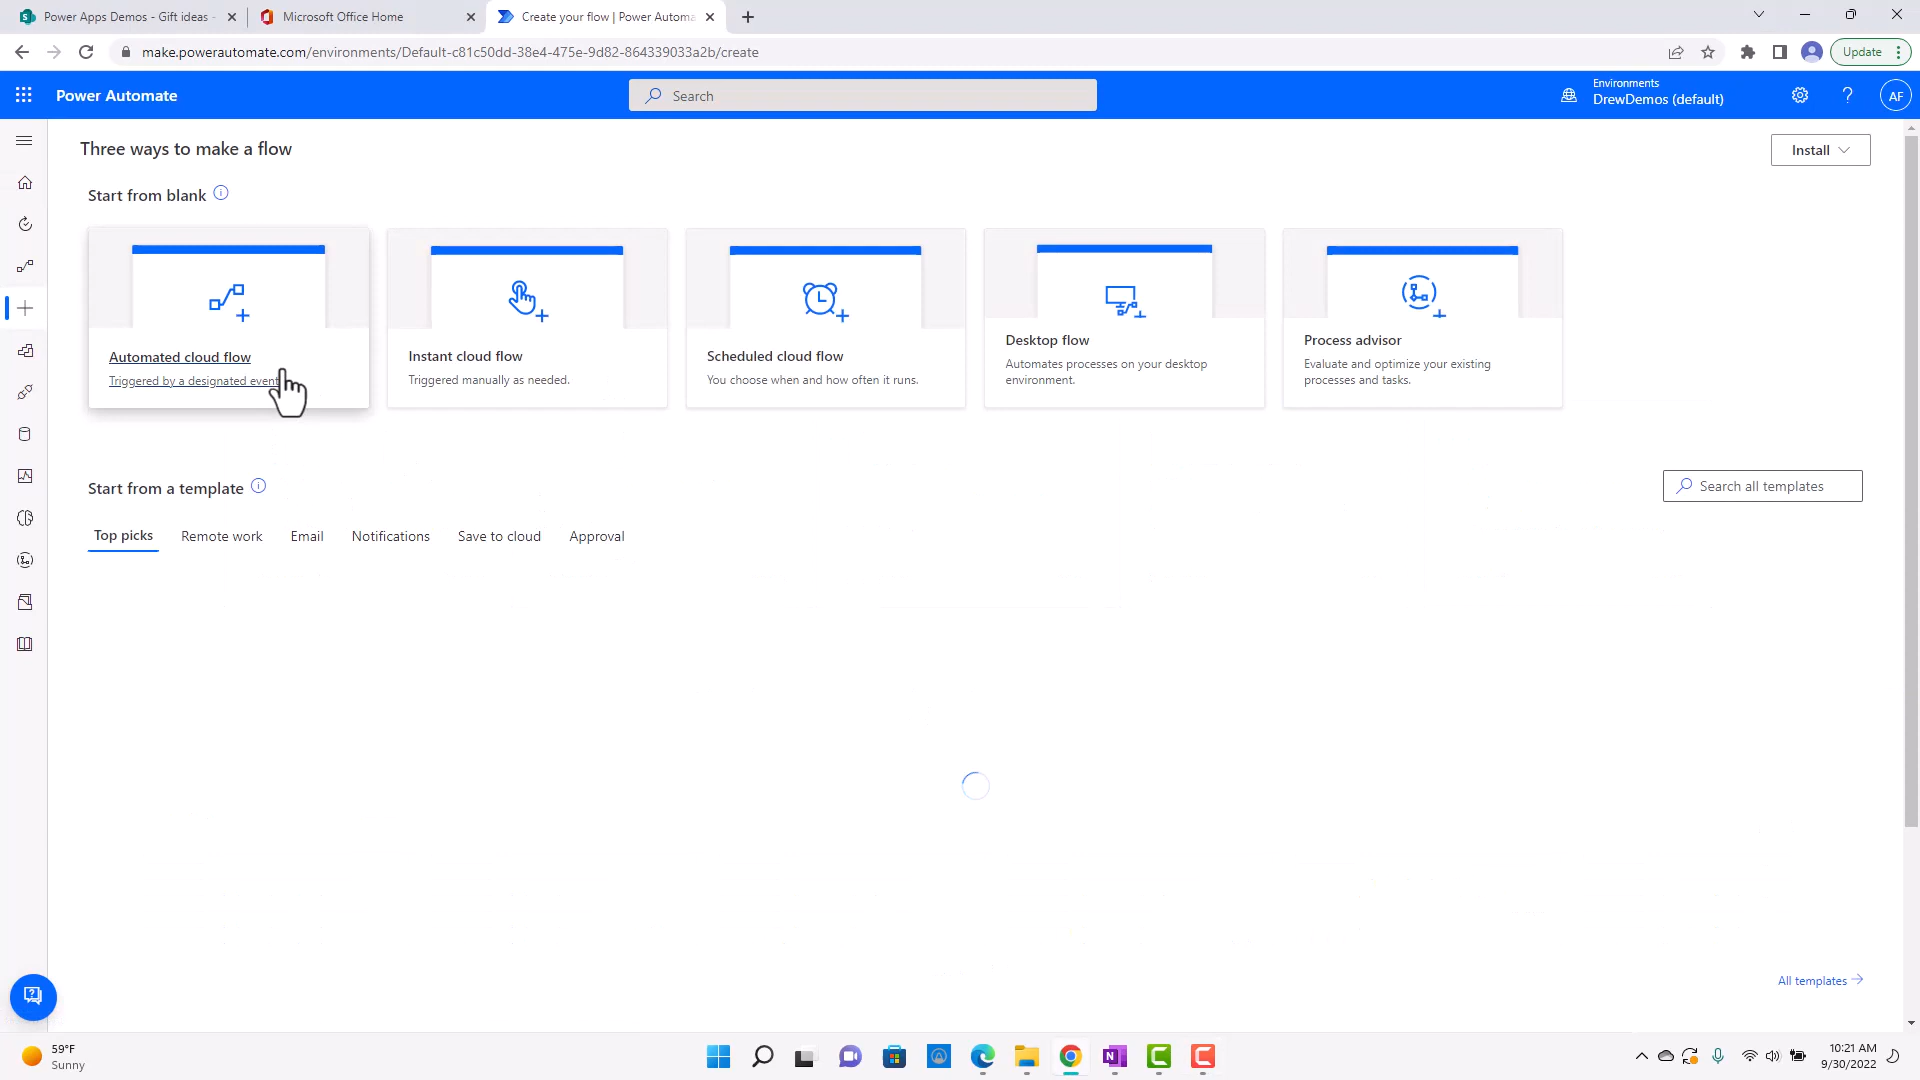 Power Apps Demos - Gift ideas -
Microsoft Office Home
Create your flow | Power Automa
make.powerautomate.com/environments/Default-c81c50dd-38e4-475e-9d82-864339033a2b/create
Update
Power Automate
Search
Environments
DrewDemos (default)
AF
Three ways to make a flow
Install
Start from blank
Automated cloud flow
Triggered by a designated event
Instant cloud flow
Triggered manually as needed.
Scheduled cloud flow
You choose when and how often it runs.
Desktop flow
Automates processes on your desktop
environment.
Process advisor
Evaluate and optimize your existing
processes and tasks.
Start from a template
Search all templates
Top picks
Remote work
Email
Notifications
Save to cloud
Approval
All templates
59°F
Sunny
10:21 AM
9/30/2022